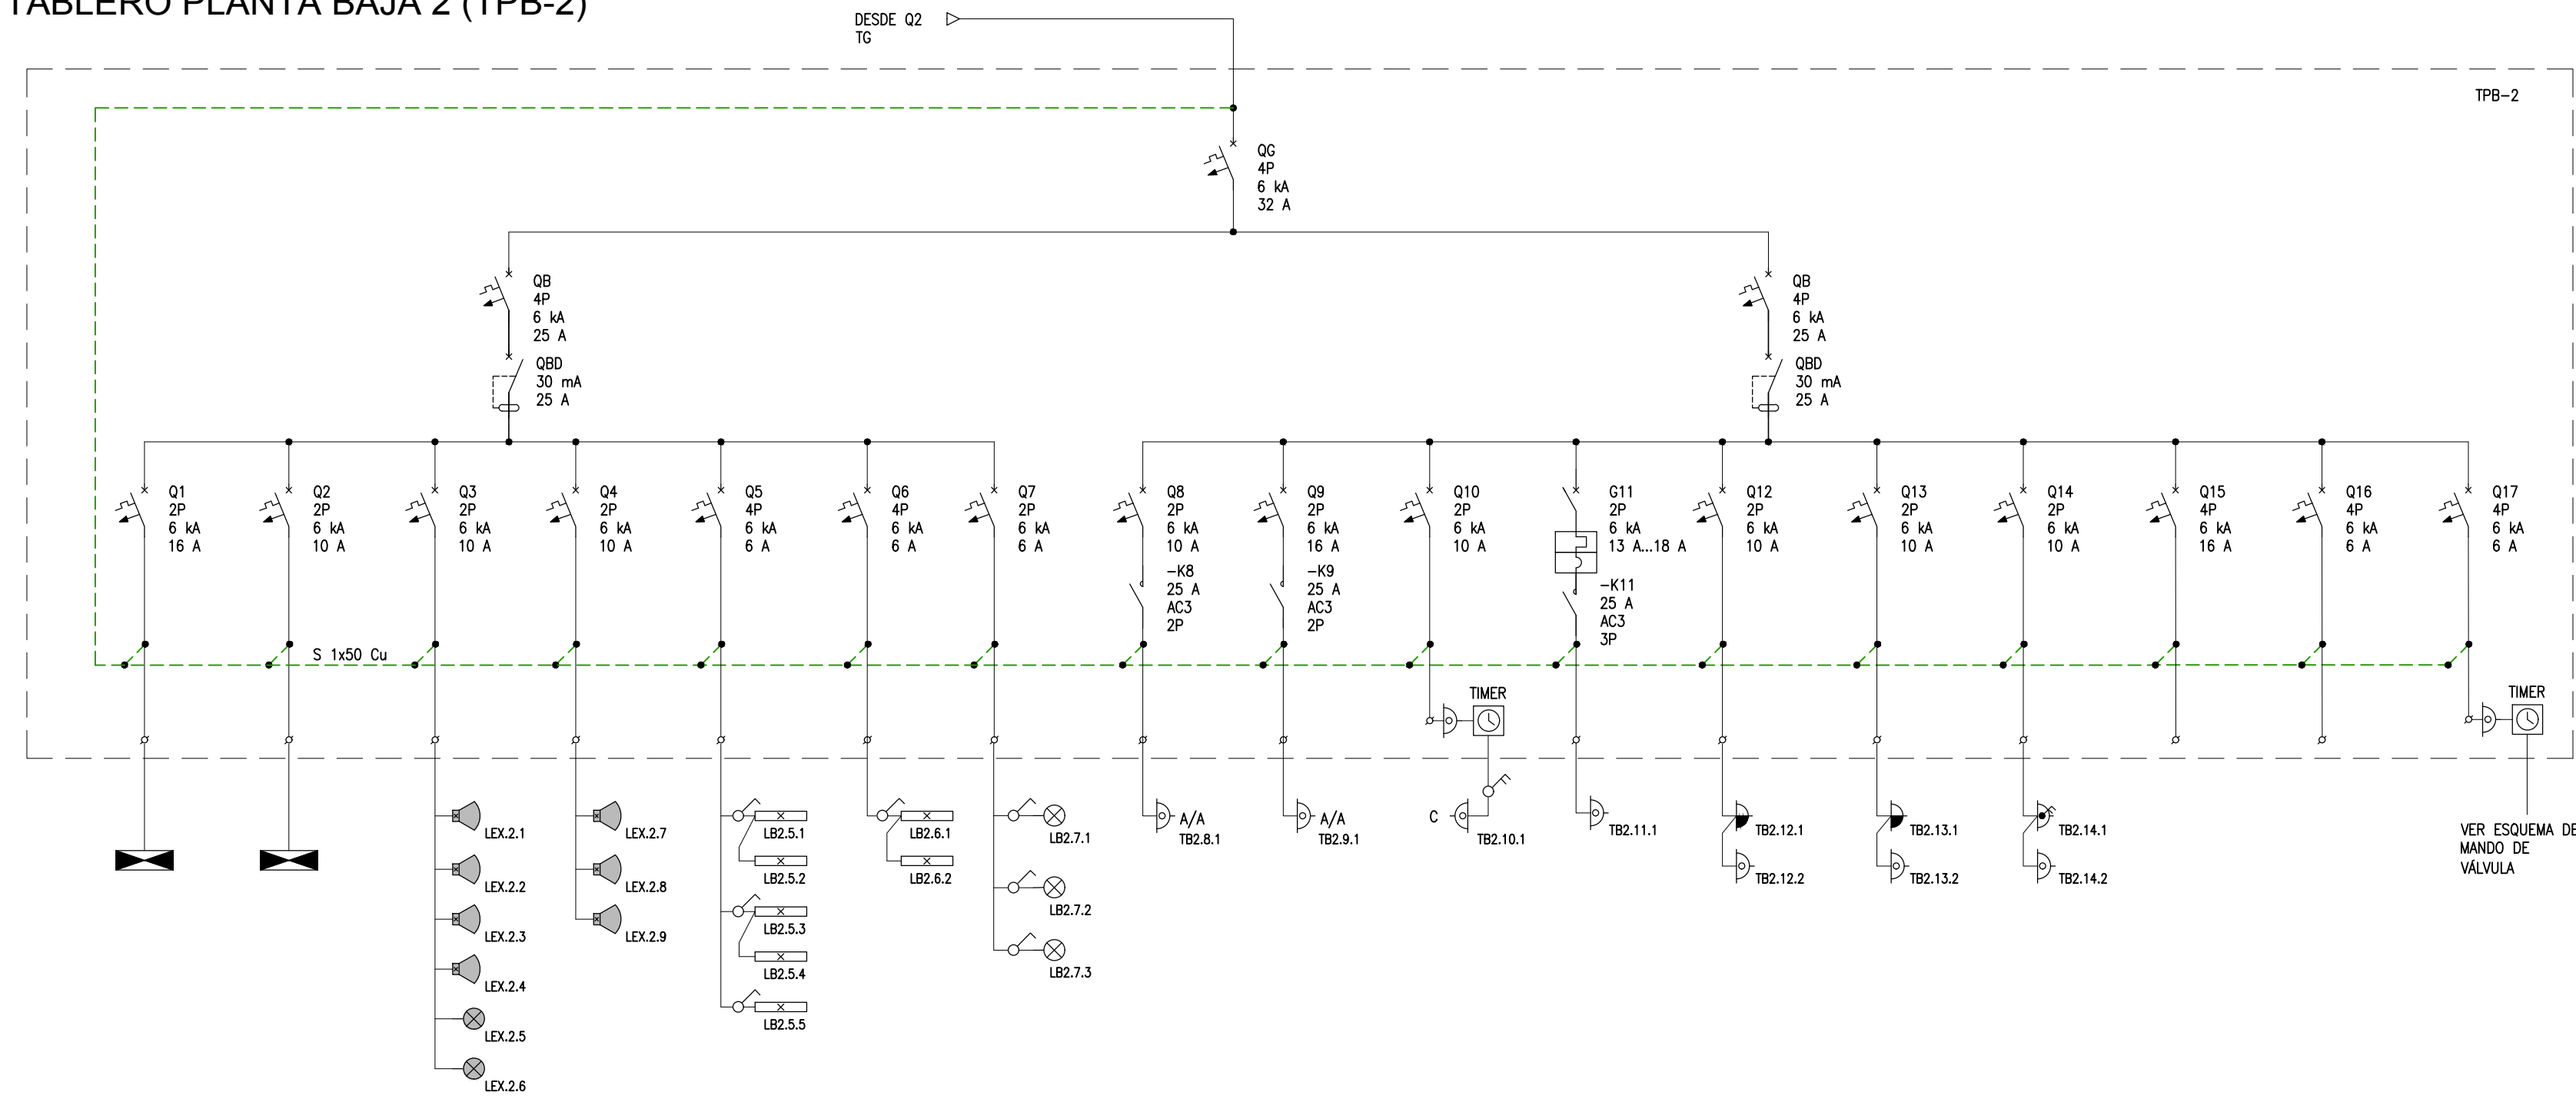 TABLERO PLANTA BAJA 2 (TPB-2)
DESDE Q2
TG
TPB-2
QG
4P
6 kA
32 A
QB
4P
6 kA
25 A
QBD
30 mA
25 A
QB
4P
6 kA
25 A
QBD
30 mA
25 A
Q1
2P
6 kA
16 A
Q2
2P
6 kA
10 A
Q3
2P
6 kA
10 A
Q4
2P
6 kA
10 A
Q5
4P
6 kA
6 A
Q6
4P
6 kA
6 A
Q7
2P
6 kA
6 A
Q8
2P
6 kA
10 A
-K8
25 A
AC3
2P
Q9
2P
6 kA
16 A
-K9
25 A
AC3
2P
Q10
2P
6 kA
10 A
G11
2P
6 kA
13 A...18 A
-K11
25 A
AC3
3P
Q12
2P
6 kA
10 A
Q13
2P
6 kA
10 A
Q14
2P
6 kA
10 A
Q15
4P
6 kA
16 A
Q16
4P
6 kA
6 A
Q17
4P
6 kA
6 A
S 1x50 Cu
TIMER
TIMER
LEX.2.1
LEX.2.2
LEX.2.3
LEX.2.4
LEX.2.5
LEX.2.6
LEX.2.7
LEX.2.8
LEX.2.9
LB2.5.1
LB2.5.2
LB2.5.3
LB2.5.4
LB2.5.5
LB2.6.1
LB2.6.2
LB2.7.1
LB2.7.2
LB2.7.3
A/A
TB2.8.1
A/A
TB2.9.1
C
TB2.10.1
TB2.11.1
TB2.12.1
TB2.12.2
TB2.13.1
TB2.13.2
TB2.14.1
TB2.14.2
VER ESQUEMA DE
MANDO DE
VÁLVULA